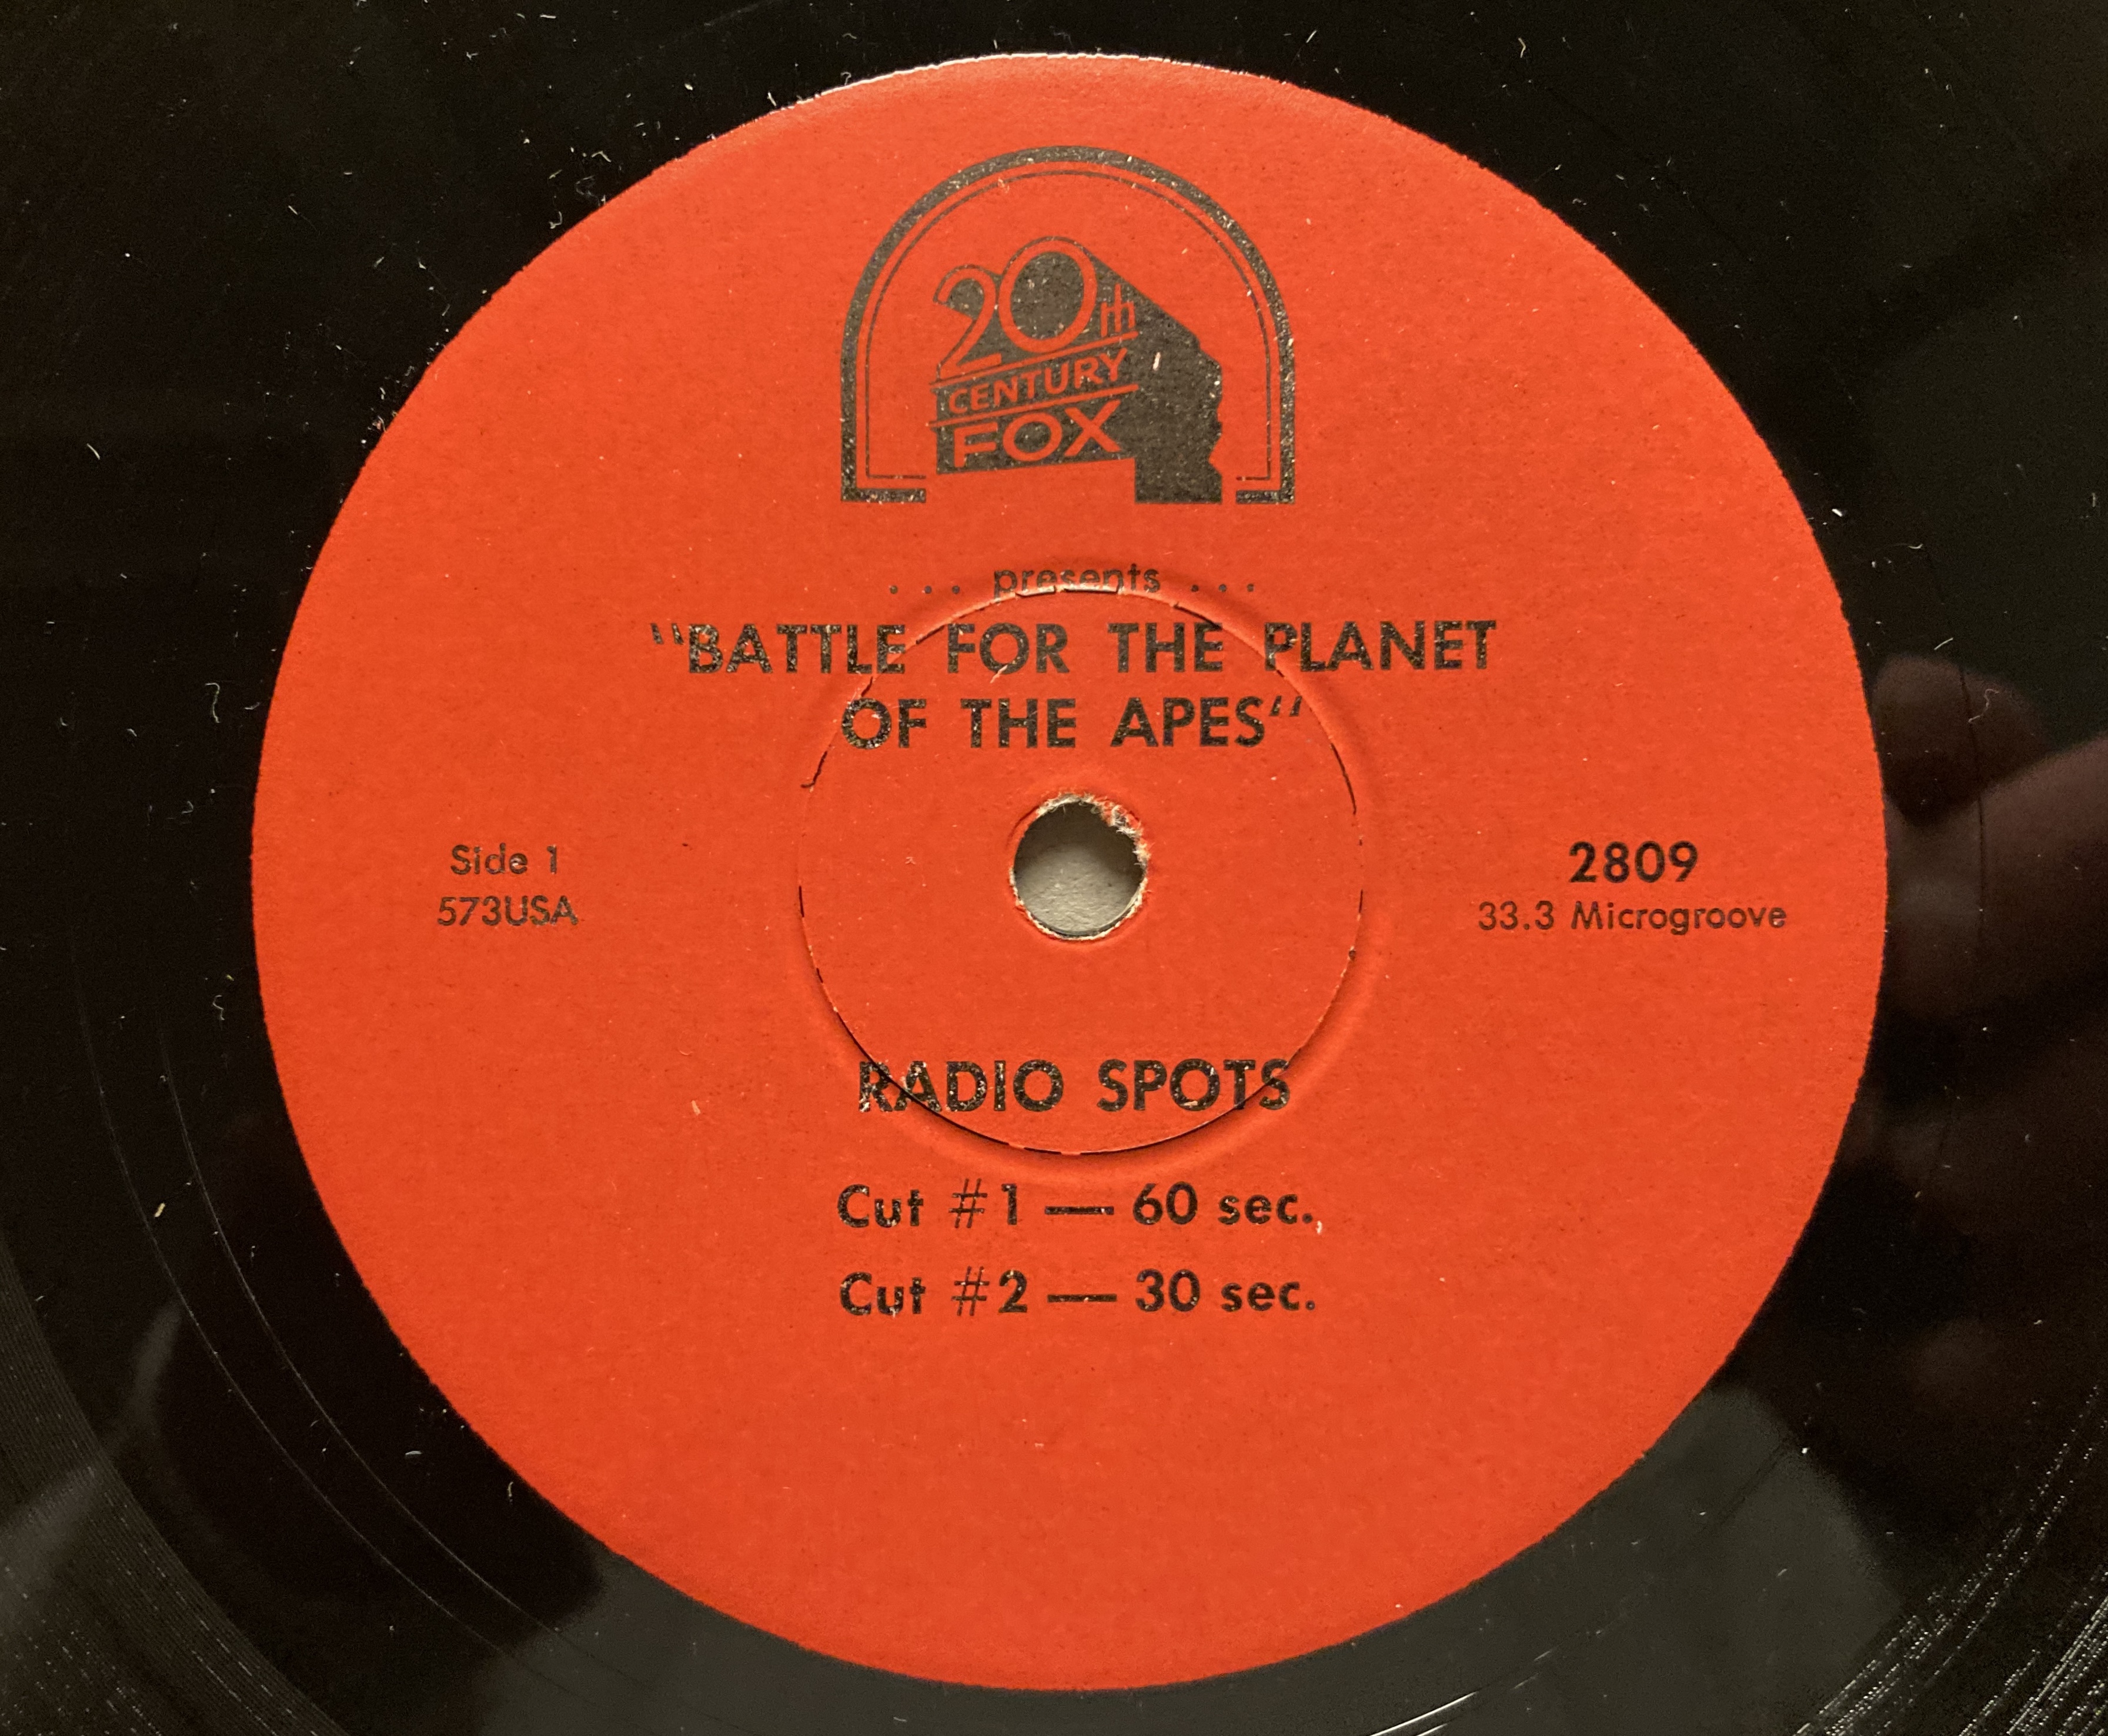 20th
CENTURY
FOX
. . . presents . . .
"BATTLE FOR THE PLANET
OF THE APES"
Side 1
573USA
2809
33.3 Microgroove
RADIO SPOTS
Cut #1 — 60 sec.
Cut #2 — 30 sec.